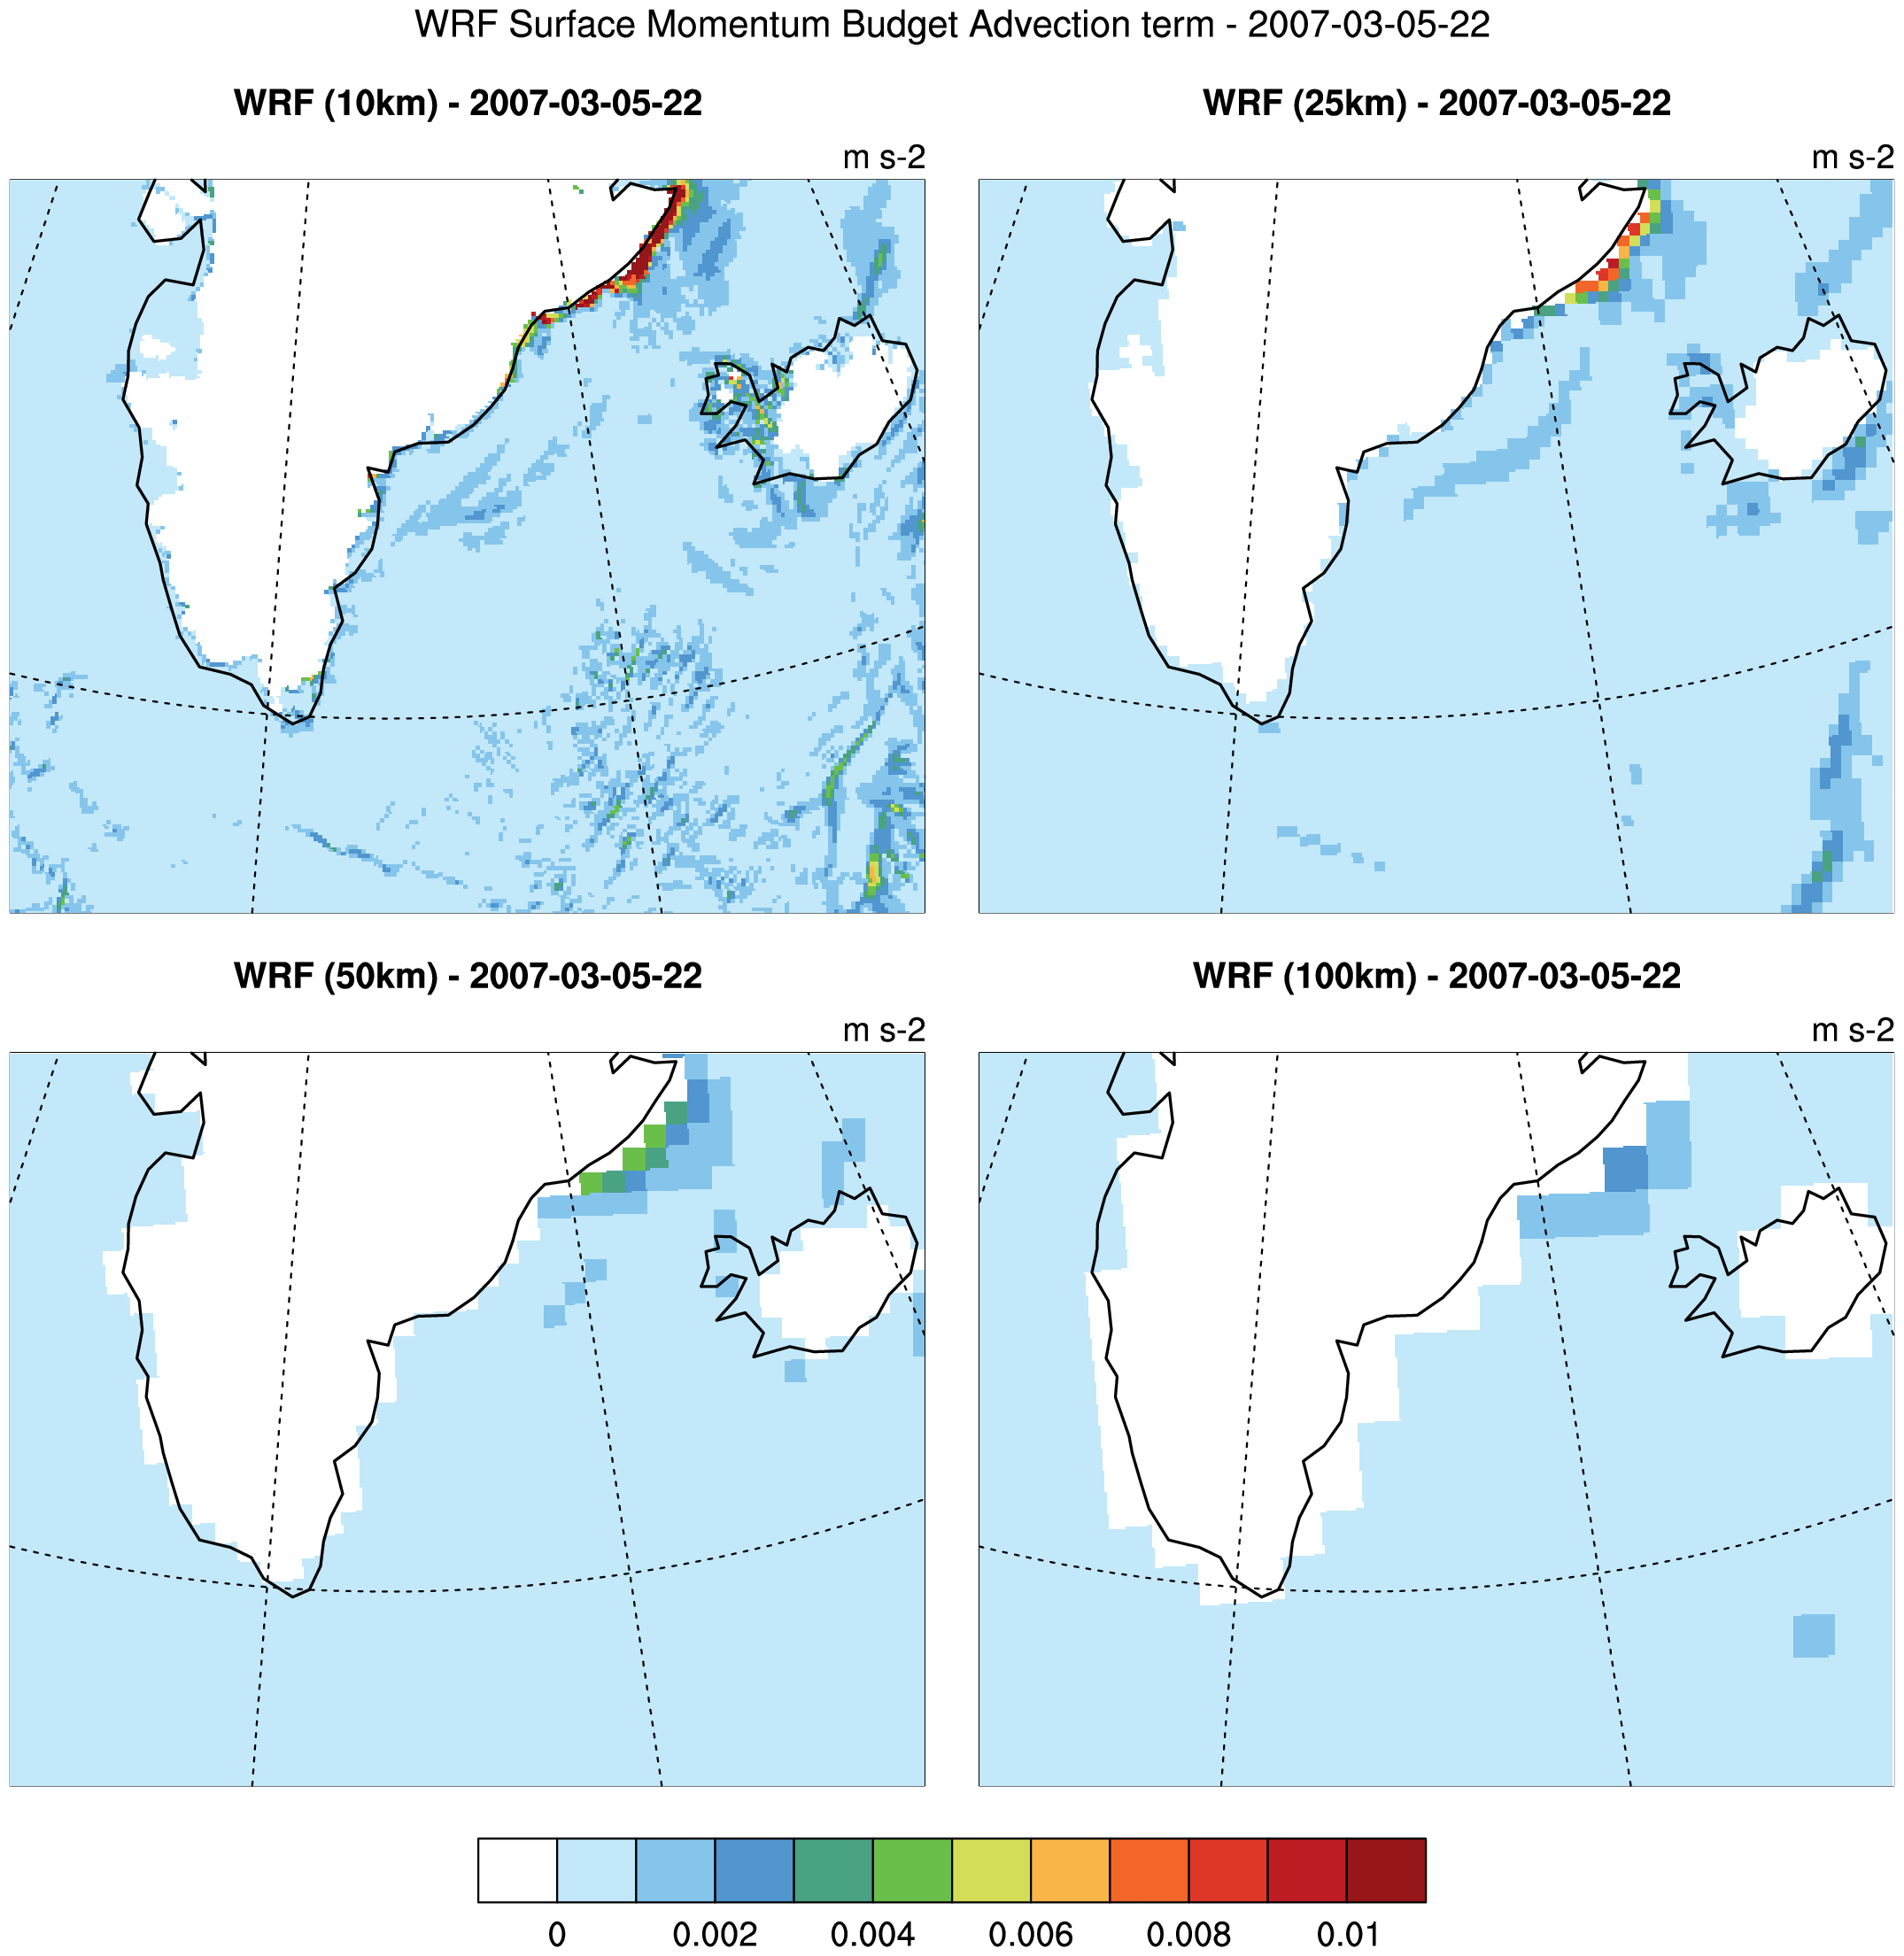 WRF Surface Momentum Budget Advection term - 2007-03-05-22
WRF (10km) - 2007-03-05-22
m s-2
WRF (25km) - 2007-03-05-22
m s-2
WRF (50km) - 2007-03-05-22
m s-2
WRF (100km) - 2007-03-05-22
m s-2
0 0.002 0.004 0.006 0.008 0.01